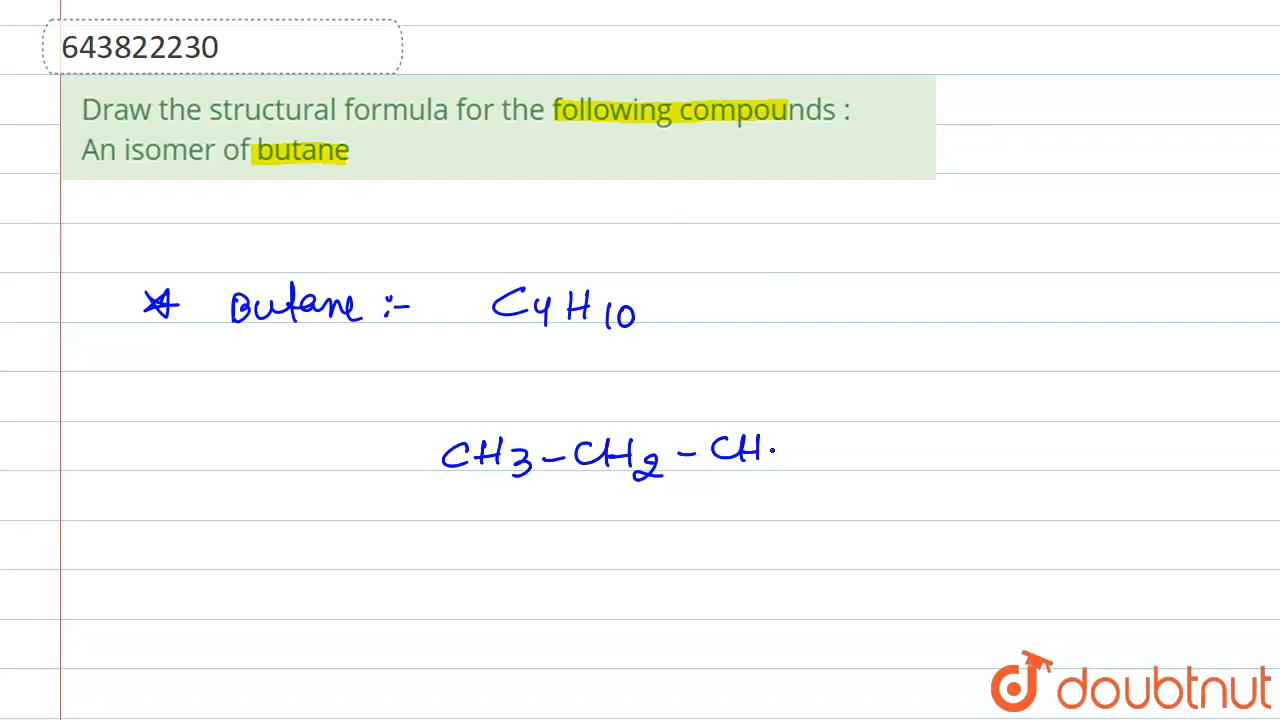 643822230
Draw the structural formula for the following compounds :
An isomer of butane
* Butane :- C4H10
CH3-CH2-CH
doubtnut